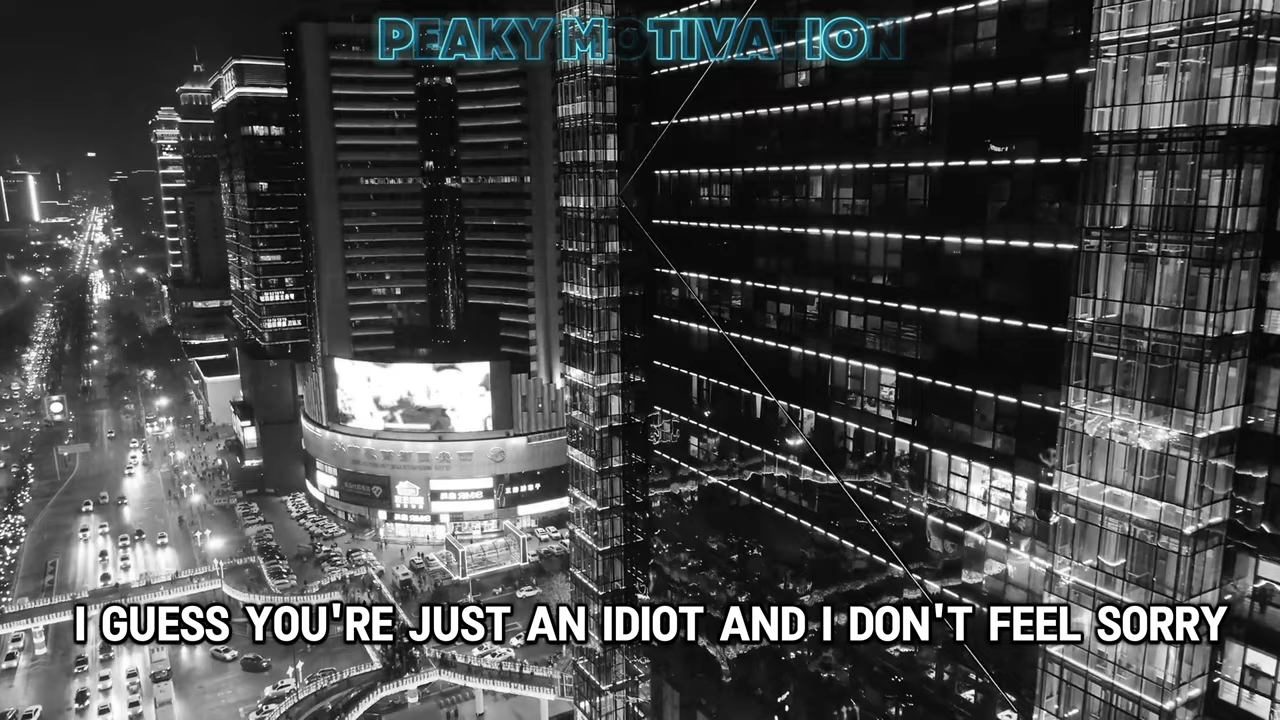 PEAKY MOTIVATION
I GUESS YOU'RE JUST AN IDIOT AND I DON'T FEEL SORRY